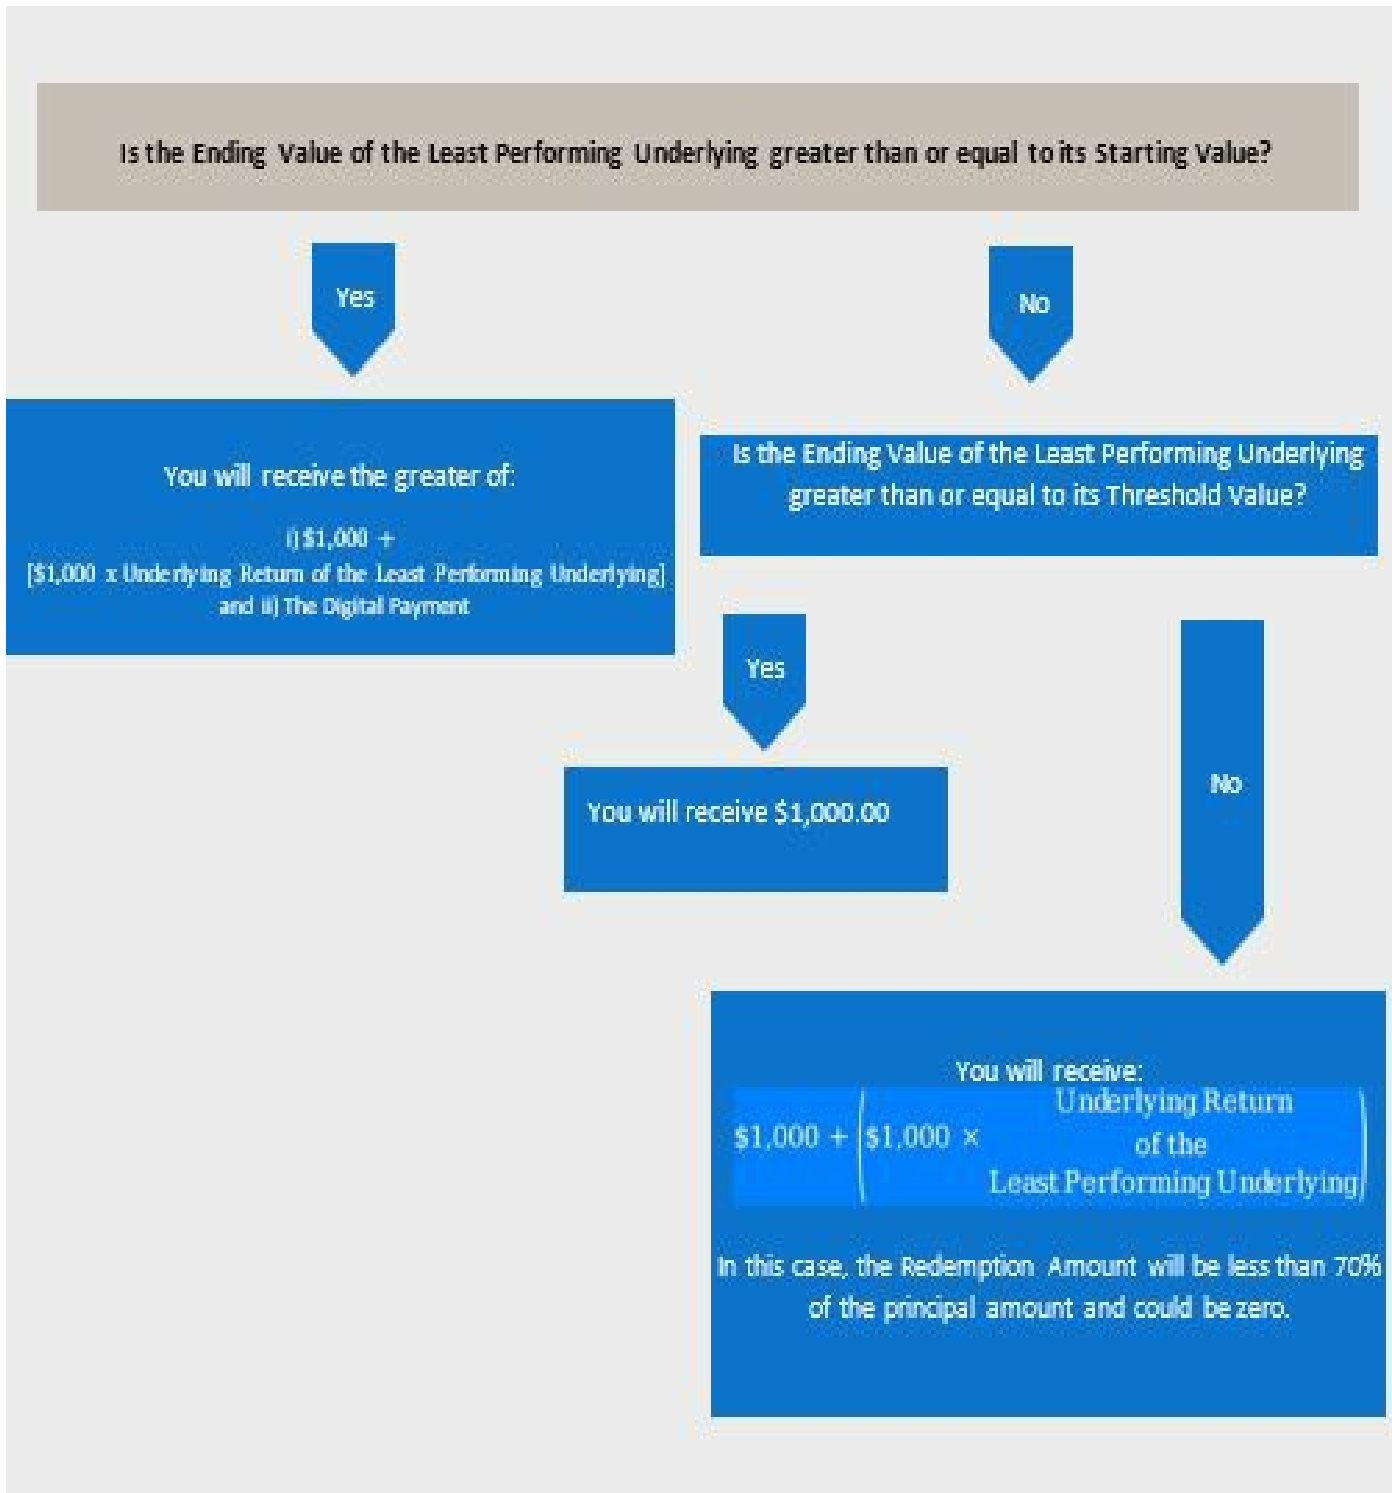 Is the Ending Value of the Least Performing Underlying greater than or equal to its Starting Value?
Yes
No
You will receive the greater of:
i) $1,000 +
[$1,000 x Underlying Return of the Least Performing Underlying]
and ii) The Digital Payment
Is the Ending Value of the Least Performing Underlying
greater than or equal to its Threshold Value?
Yes
No
You will receive $1,000.00
You will receive:
$1,000 + ($1,000 × Underlying Return
of the
Least Performing Underlying)
In this case, the Redemption Amount will be less than 70%
of the principal amount and could be zero.